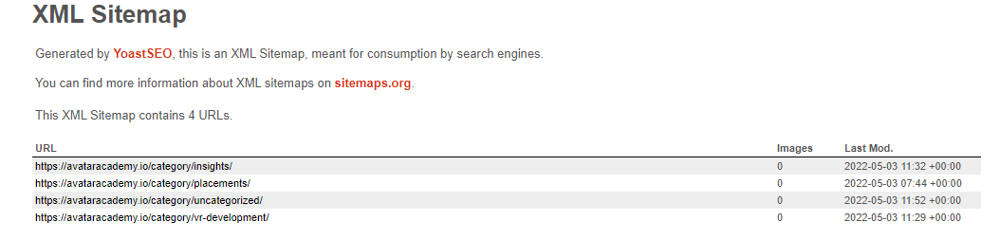 XML Sitemap
Generated by YoastSEO, this is an XML Sitemap, meant for consumption by search engines.
You can find more information about XML sitemaps on sitemaps.org.
This XML Sitemap contains 4 URLs.
URL Images Last Mod.
https://avataracademy.io/category/insights/ 0 2022-05-03 11:32 +00:00
https://avataracademy.io/category/placements/ 0 2022-05-03 07:44 +00:00
https://avataracademy.io/category/uncategorized/ 0 2022-05-03 11:52 +00:00
https://avataracademy.io/category/vr-development/ 0 2022-05-03 11:29 +00:00